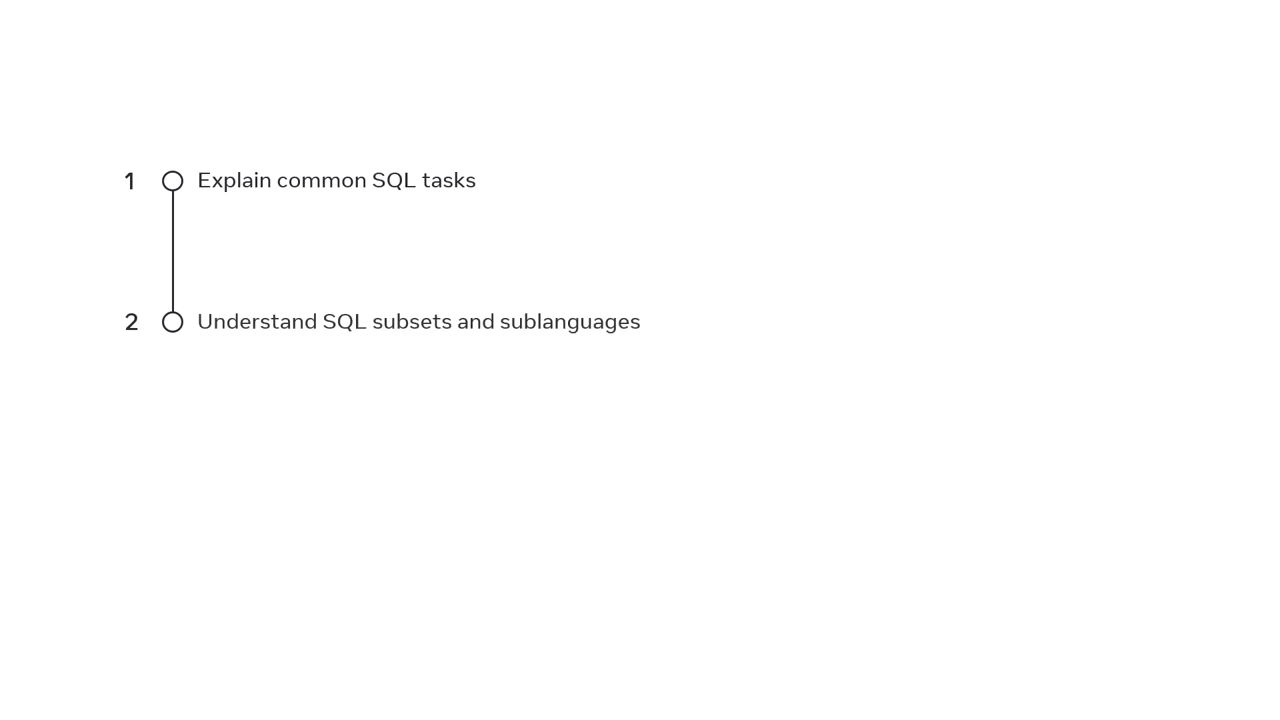 1 Explain common SQL tasks
2 Understand SQL subsets and sublanguages